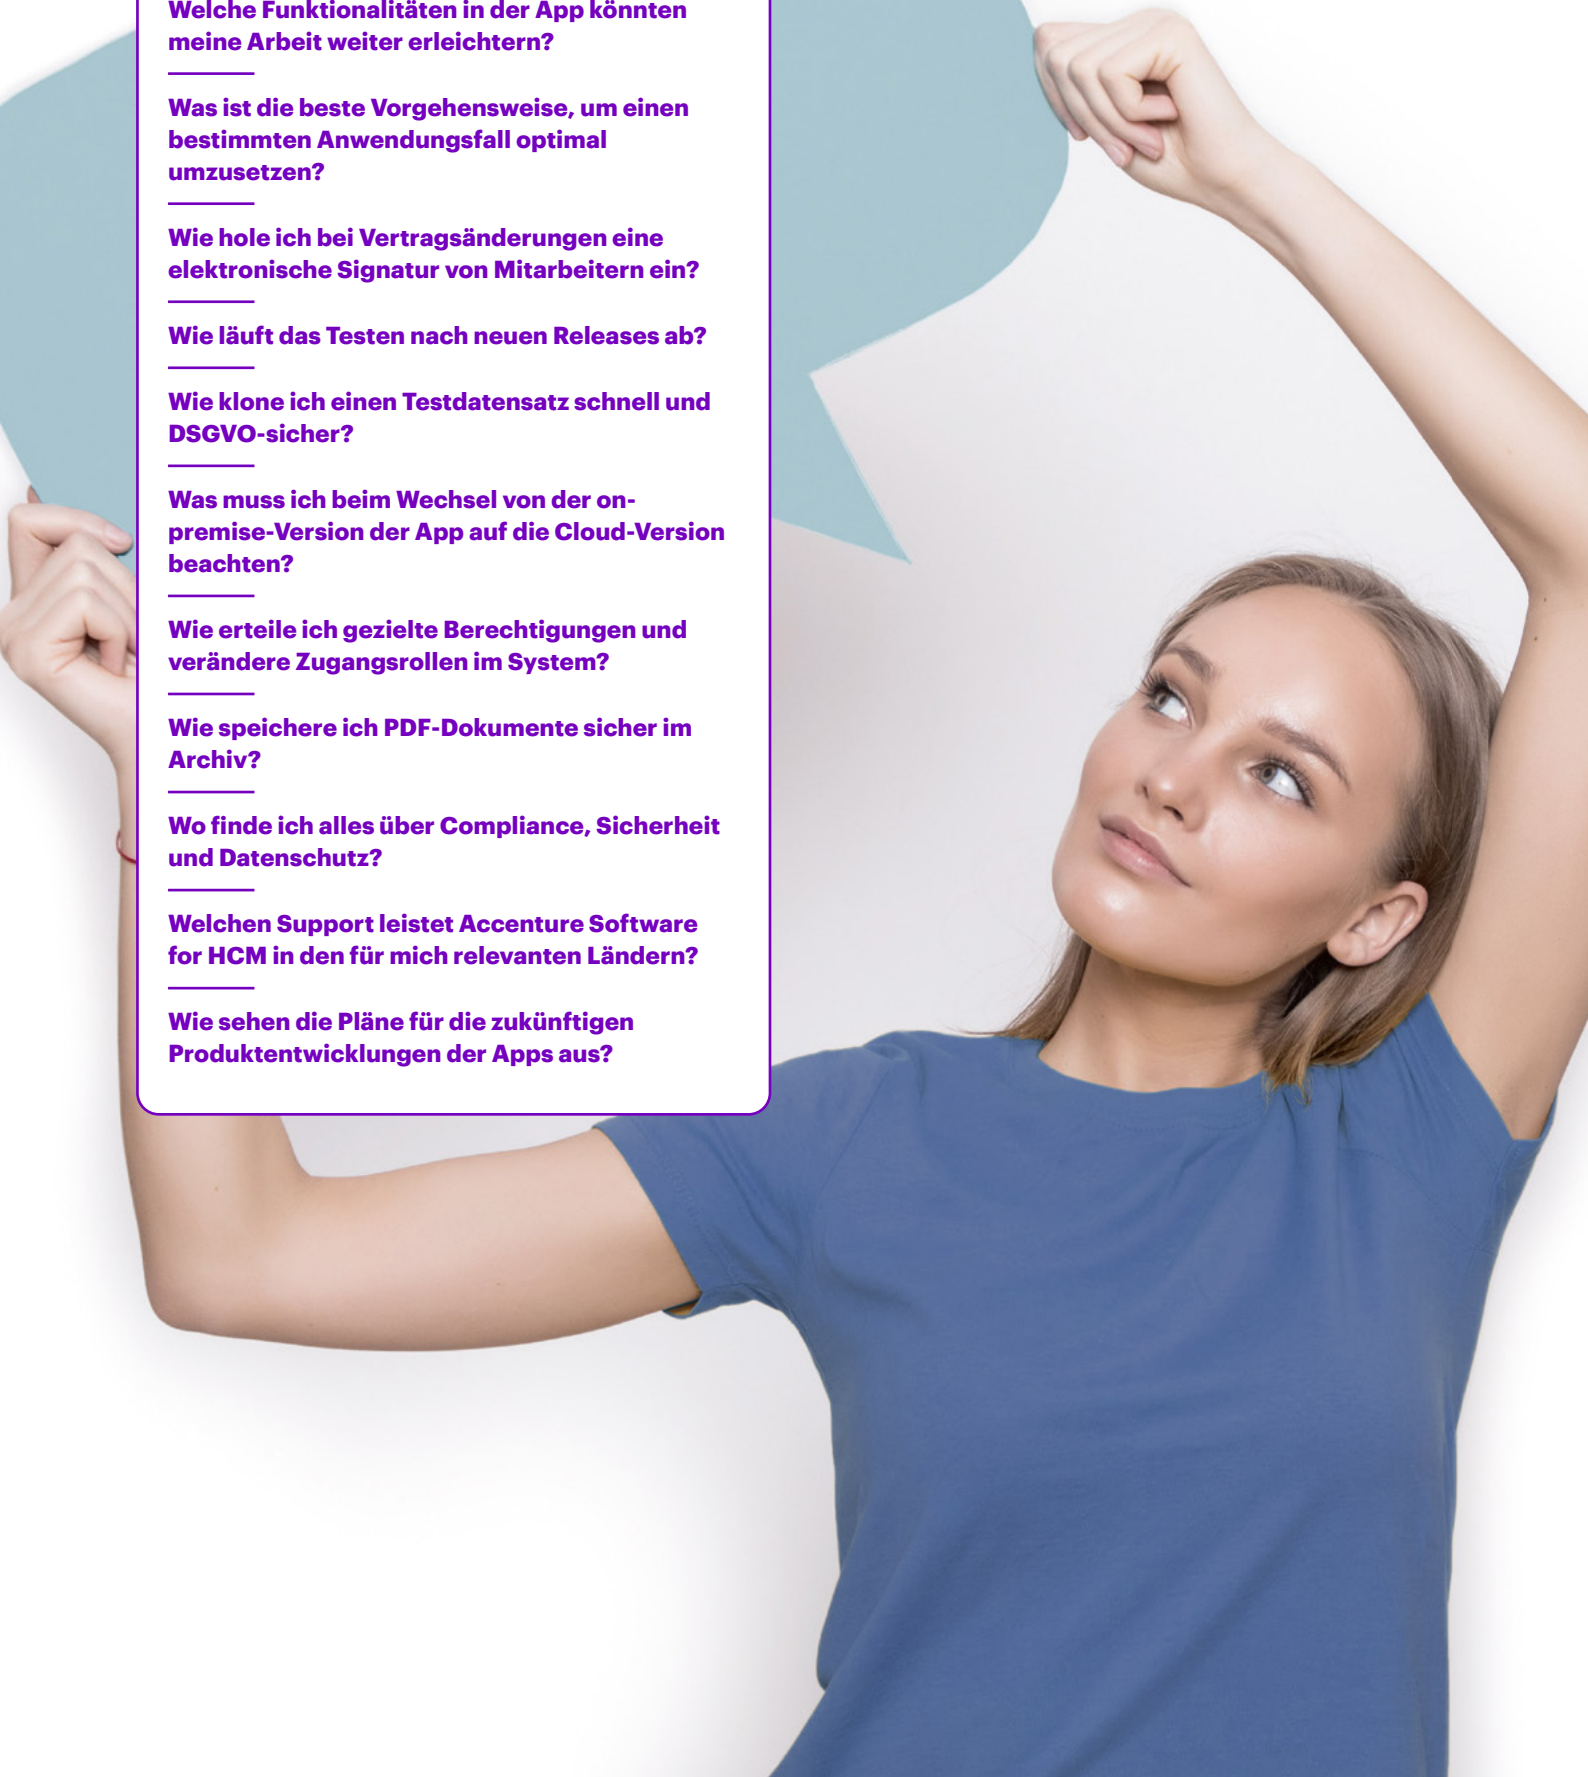 Welche Funktionalitäten in der App könnten
meine Arbeit weiter erleichtern?
Was ist die beste Vorgehensweise, um einen
bestimmten Anwendungsfall optimal
umzusetzen?
Wie hole ich bei Vertragsänderungen eine
elektronische Signatur von Mitarbeitern ein?
Wie läuft das Testen nach neuen Releases ab?
Wie klone ich einen Testdatensatz schnell und
DSGVO-sicher?
Was muss ich beim Wechsel von der on-
premise-Version der App auf die Cloud-Version
beachten?
Wie erteile ich gezielte Berechtigungen und
verändere Zugangsrollen im System?
Wie speichere ich PDF-Dokumente sicher im
Archiv?
Wo finde ich alles über Compliance, Sicherheit
und Datenschutz?
Welchen Support leistet Accenture Software
for HCM in den für mich relevanten Ländern?
Wie sehen die Pläne für die zukünftigen
Produktentwicklungen der Apps aus?